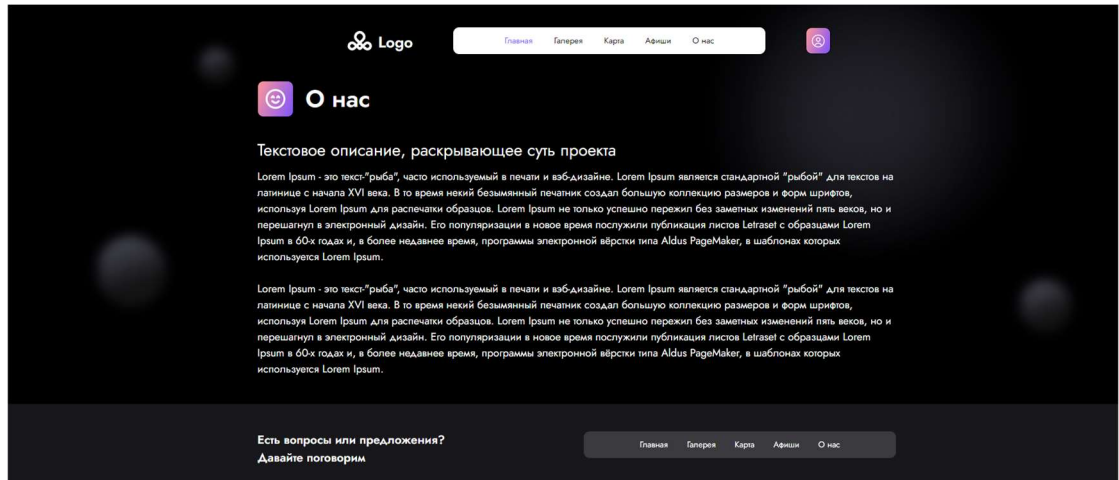 Logo
Главная Галерея Карта Афиши О нас
О нас
Текстовое описание, раскрывающее суть проекта
Lorem Ipsum - это текст-"рыба", часто используемый в печати и вэб-дизайне. Lorem Ipsum является стандартной "рыбой" для текстов на
латинице с начала XVI века. В то время некий безымянный печатник создал большую коллекцию размеров и форм шрифтов,
используя Lorem Ipsum для распечатки образцов. Lorem Ipsum не только успешно пережил без заметных изменений пять веков, но и
перешагнул в электронный дизайн. Его популяризации в новое время послужили публикация листов Letraset с образцами Lorem
Ipsum в 60-х годах и, в более недавнее время, программы электронной вёрстки типа Aldus PageMaker, в шаблонах которых
используется Lorem Ipsum.
Lorem Ipsum - это текст-"рыба", часто используемый в печати и вэб-дизайне. Lorem Ipsum является стандартной "рыбой" для текстов на
латинице с начала XVI века. В то время некий безымянный печатник создал большую коллекцию размеров и форм шрифтов,
используя Lorem Ipsum для распечатки образцов. Lorem Ipsum не только успешно пережил без заметных изменений пять веков, но и
перешагнул в электронный дизайн. Его популяризации в новое время послужили публикация листов Letraset с образцами Lorem
Ipsum в 60-х годах и, в более недавнее время, программы электронной вёрстки типа Aldus PageMaker, в шаблонах которых
используется Lorem Ipsum.
Есть вопросы или предложения?
Давайте поговорим
Главная Галерея Карта Афиши О нас